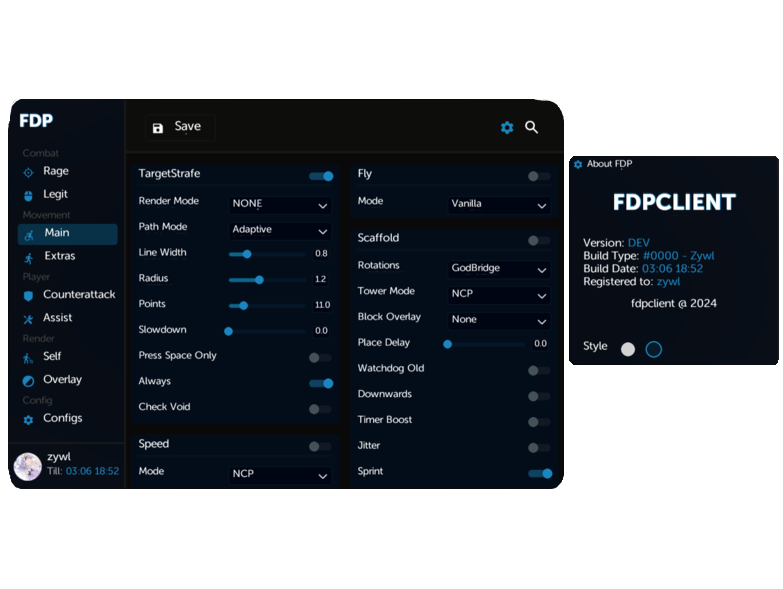 FDP
Combat
Rage
Legit
Movement
Main
Extras
Player
Counterattack
Assist
Render
Self
Overlay
Config
Configs
zywl
Till: 03:06 18:52
Save
TargetStrafe
Render Mode NONE
Path Mode Adaptive
Line Width 0.8
Radius 1.2
Points 11.0
Slowdown 0.0
Press Space Only
Always
Check Void
Speed
Mode NCP
Fly
Mode Vanilla
Scaffold
Rotations GodBridge
Tower Mode NCP
Block Overlay None
Place Delay 0.0
Watchdog Old
Downwards
Timer Boost
Jitter
Sprint
About FDP
FDPCLIENT
Version: DEV
Build Type: #0000 - Zywl
Build Date: 03:06 18:52
Registered to: zywl
fdpclient @ 2024
Style